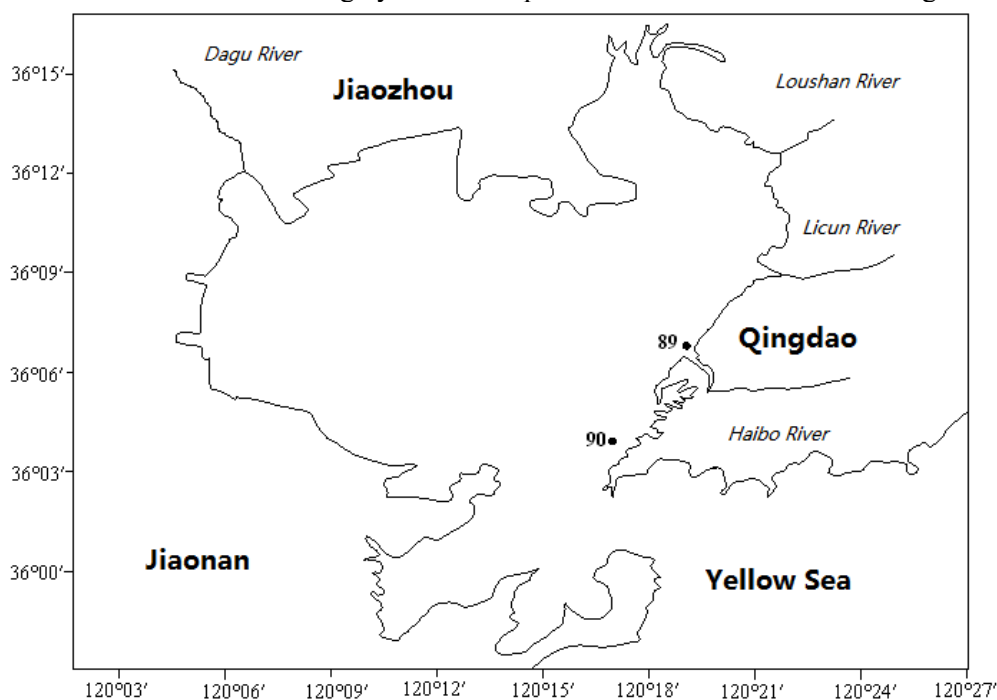 Dagu River
36°15′
Jiaozhou
Loushan River
36°12′
Licun River
36°09′
89
Qingdao
36°06′
90
Haibo River
36°03′
Jiaonan
36°00′
Yellow Sea
120°03′ 120°06′ 120°09′ 120°12′ 120°15′ 120°18′ 120°21′ 120°24′ 120°27′